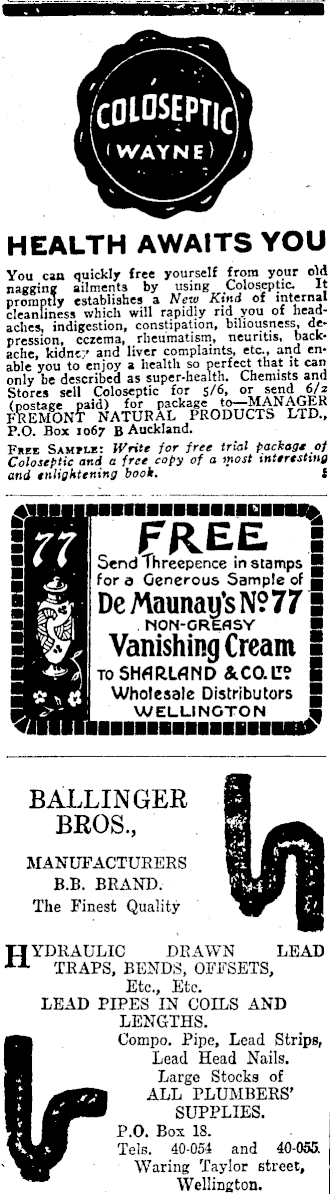 COLOSEPTIC
(WAYNE)
HEALTH AWAITS YOU
You can quickly free yourself from your old
nagging ailments by using Coloseptic. It
promptly establishes a New Kind of internal
cleanliness which will rapidly rid you of head-
aches, indigestion, constipation, biliousness, de-
pression, eczema, rheumatism, neuritis, back-
ache, kidney and liver complaints, etc., and en-
able you to enjoy a health so perfect that it can
only be described as super-health. Chemists and
Stores sell Coloseptic for 5/6, or send 6/2
(postage paid) for package to—MANAGER
FREMONT NATURAL PRODUCTS LTD.,
P.O. Box 1067 B Auckland.
FREE SAMPLE: Write for free trial package of
Coloseptic and a free copy of a most interesting
and enlightening book.
77
FREE
Send Threepence in stamps
for a Generous Sample of
De Maunay's No 77
NON-GREASY
Vanishing Cream
TO SHARLAND & CO. LTD
Wholesale Distributors
WELLINGTON
BALLINGER
BROS.,
MANUFACTURERS
B.B. BRAND.
The Finest Quality
HYDRAULIC DRAWN LEAD
TRAPS, BENDS, OFFSETS,
Etc., Etc.
LEAD PIPES IN COILS AND
LENGTHS.
Compo. Pipe, Lead Strips,
Lead Head Nails.
Large Stocks of
ALL PLUMBERS'
SUPPLIES.
P.O. Box 18.
Tels. 40-054 and 40-055.
Waring Taylor street,
Wellington.